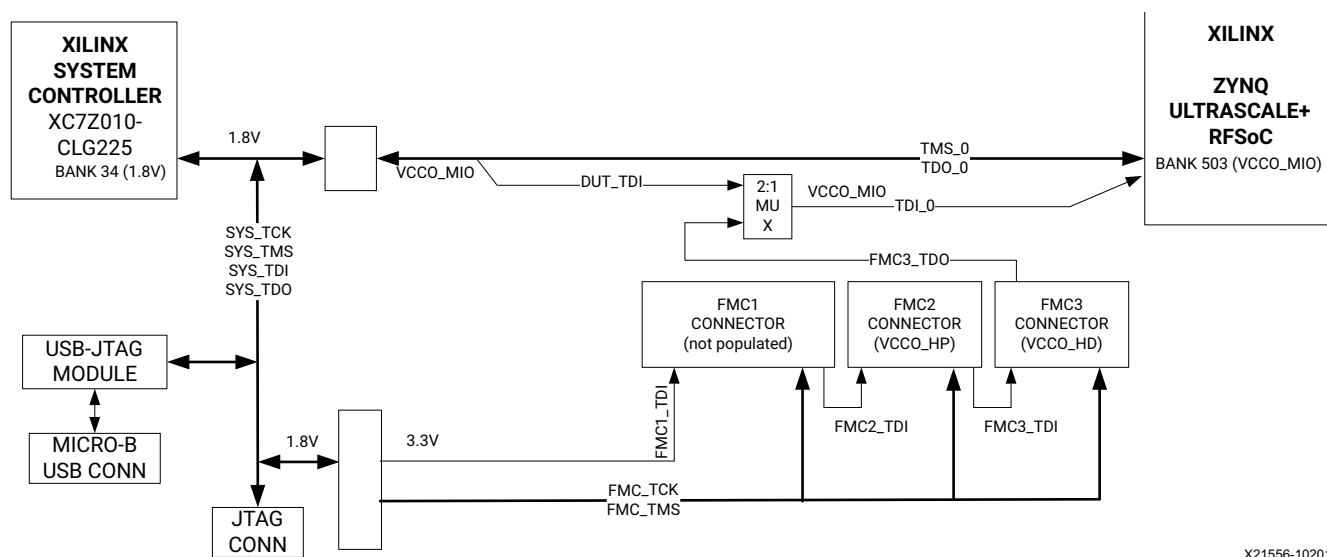 XILINX
SYSTEM
CONTROLLER
XC7Z010-
CLG225
BANK 34 (1.8V)
1.8V
VCCO_MIO
TMS_0
TDO_0
DUT_TDI
2:1
MU
X
VCCO_MIO
TDI_0
XILINX
ZYNQ
ULTRASCALE+
RFSoC
BANK 503 (VCCO_MIO)
SYS_TCK
SYS_TMS
SYS_TDI
SYS_TDO
FMC3_TDO
FMC1
CONNECTOR
(not populated)
FMC2
CONNECTOR
(VCCO_HP)
FMC3
CONNECTOR
(VCCO_HD)
USB-JTAG
MODULE
MICRO-B
USB CONN
1.8V
3.3V
FMC1_TDI
FMC2_TDI
FMC3_TDI
FMC_TCK
FMC_TMS
JTAG
CONN